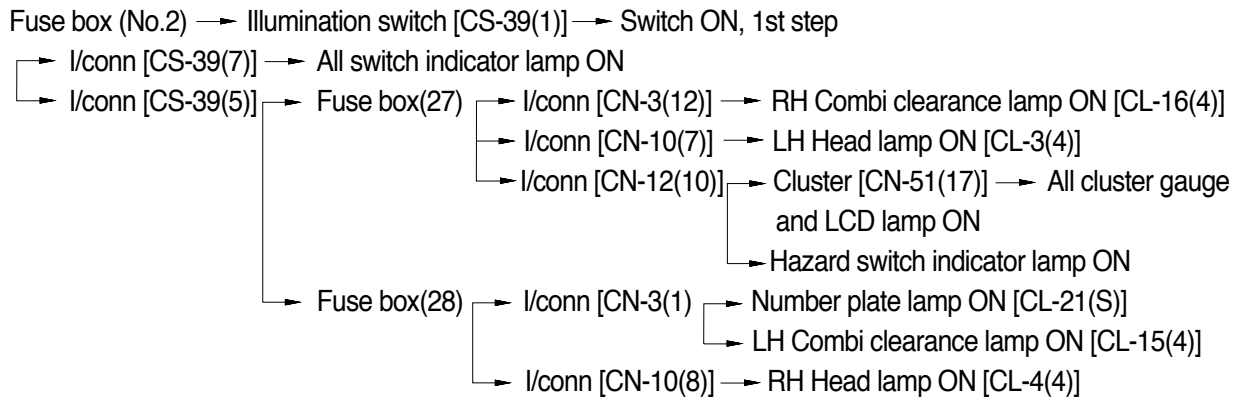 Fuse box (No.2) → Illumination switch [CS-39(1)] → Switch ON, 1st step
I/conn [CS-39(7)] → All switch indicator lamp ON
I/conn [CS-39(5)] → Fuse box(27) → I/conn [CN-3(12)] → RH Combi clearance lamp ON [CL-16(4)]
I/conn [CN-10(7)] → LH Head lamp ON [CL-3(4)]
I/conn [CN-12(10)] → Cluster [CN-51(17)] → All cluster gauge
and LCD lamp ON
Hazard switch indicator lamp ON
Fuse box(28) → I/conn [CN-3(1) → Number plate lamp ON [CL-21(S)]
LH Combi clearance lamp ON [CL-15(4)]
I/conn [CN-10(8)] → RH Head lamp ON [CL-4(4)]